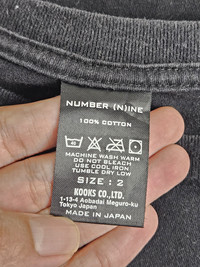 NUMBER (N)INE
100% COTTON
MACHINE WASH WARM
DO NOT BLEACH
USE COOL IRON
TUMBLE DRY LOW
SIZE : 2
KOOKS CO.,LTD.
1-13-4 Aobadai Meguro-ku
Tokyo Japan
MADE IN JAPAN